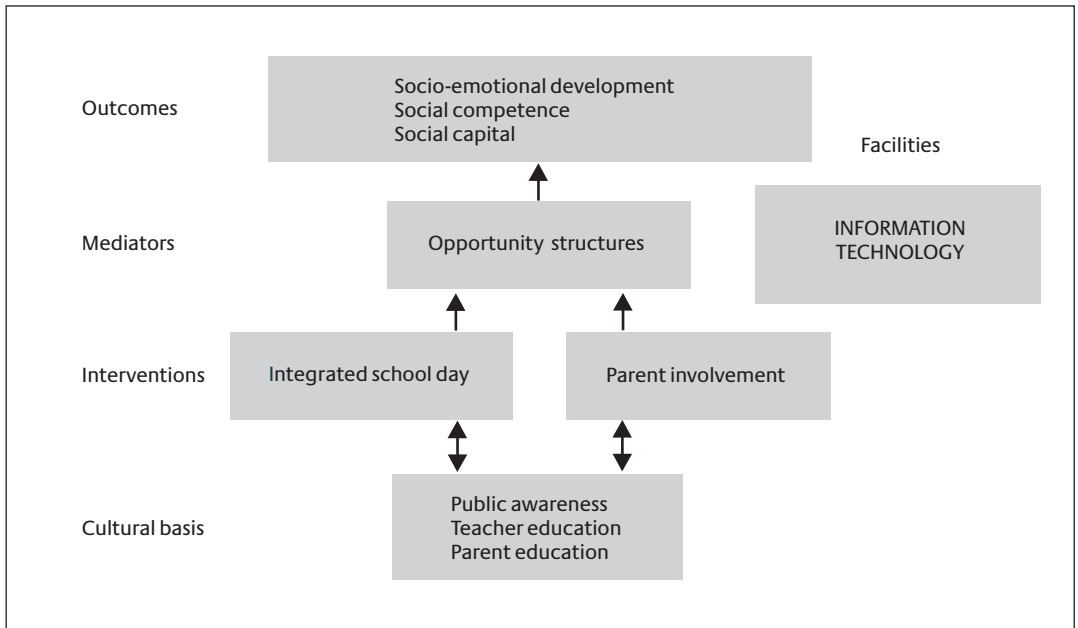 Outcomes
Socio-emotional development
Social competence
Social capital
Facilities
Mediators
Opportunity structures
INFORMATION
TECHNOLOGY
Interventions
Integrated school day
Parent involvement
Cultural basis
Public awareness
Teacher education
Parent education